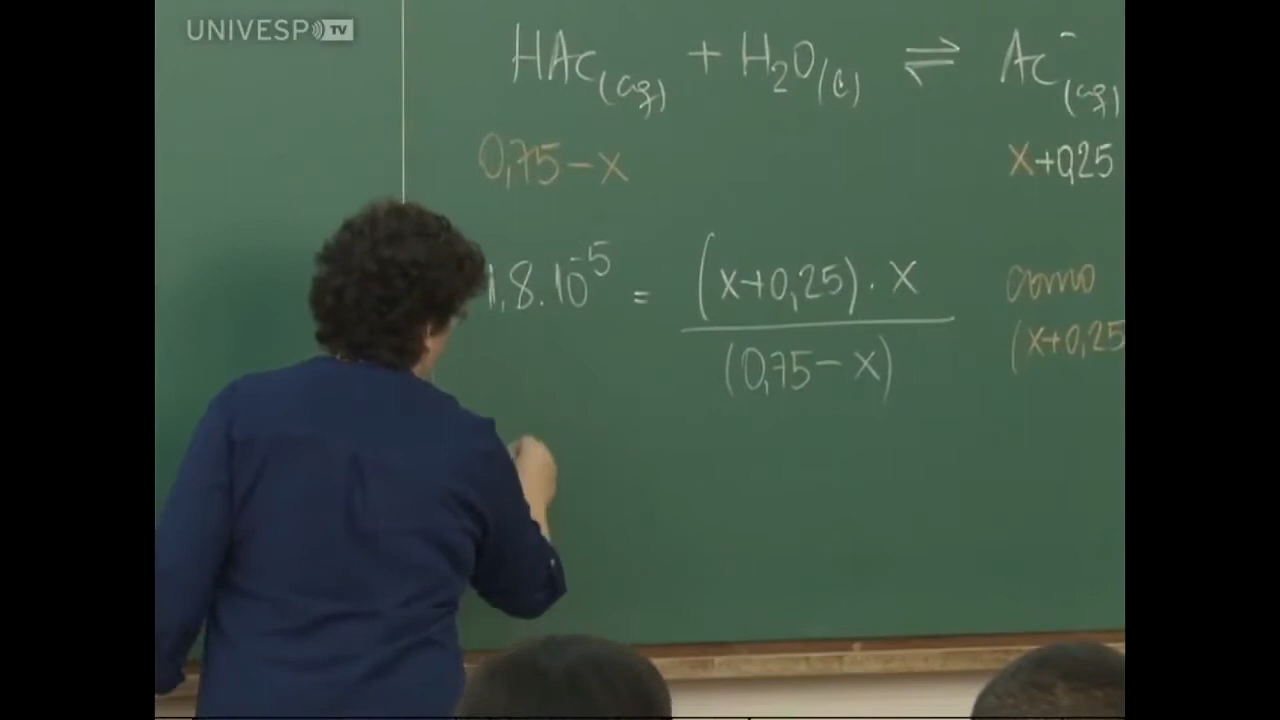 UNIVESP TV
HAc(aq) + H₂O(l) ⇌ Ac⁻(aq)
0,75 – x x+0,25
1,8.10⁻⁵ = (x+0,25) . x como
(0,75 – x) (x+0,25